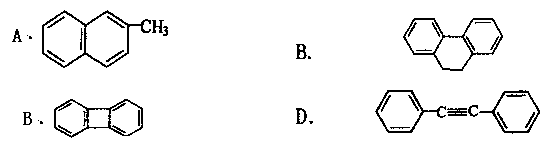 A. CH3
B.
B. 
D. C≡C